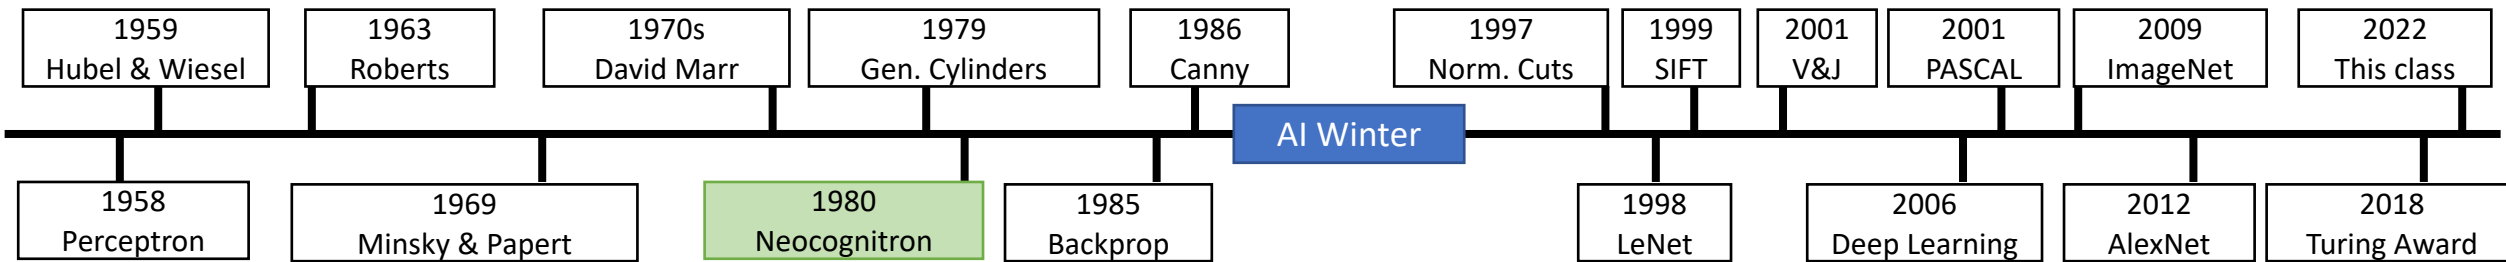 1959
Hubel & Wiesel
1963
Roberts
1970s
David Marr
1979
Gen. Cylinders
1986
Canny
1997
Norm. Cuts
1999
SIFT
2001
V&J
2001
PASCAL
2009
ImageNet
2022
This class
AI Winter
1958
Perceptron
1969
Minsky & Papert
1980
Neocognitron
1985
Backprop
1998
LeNet
2006
Deep Learning
2012
AlexNet
2018
Turing Award